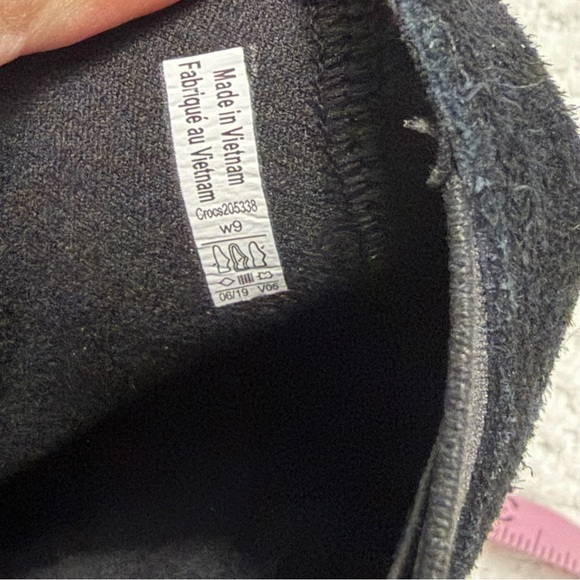 Made in Vietnam
Fabriqué au Vietnam
Crocs205338
w9
06/19 V06